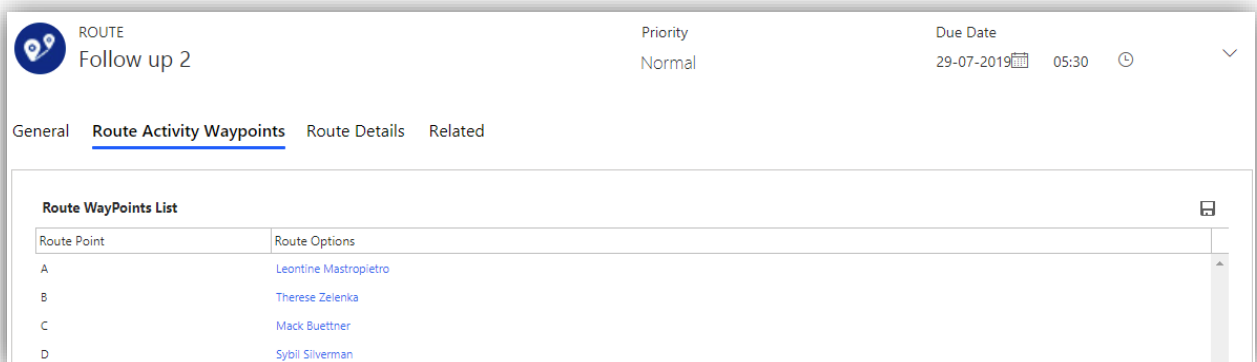 ROUTE
Follow up 2
Priority
Normal
Due Date
29-07-2019 05:30
General Route Activity Waypoints Route Details Related
Route WayPoints List
Route Point Route Options
A Leontine Mastropietro
B Therese Zelenka
C Mack Buettner
D Sybil Silverman